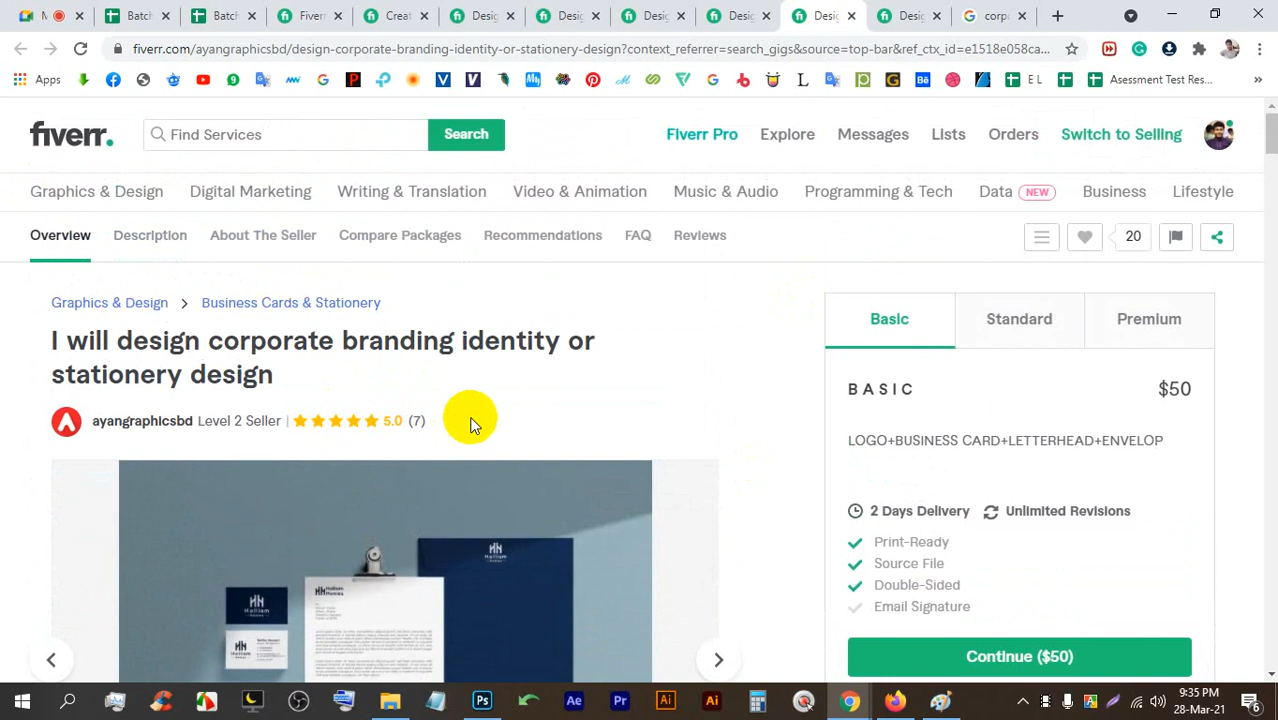 Batch
Batch
Fiverr
Creat
Desig
Desig
Desig
Desig
Desig
Desig
corpo
fiverr.com/ayangraphicsbd/design-corporate-branding-identity-or-stationery-design?context_referrer=search_gigs&source=top-bar&ref_ctx_id=e1518e058ca...
Apps
E L
Asessment Test Res...
fiverr.
Find Services
Search
Fiverr Pro
Explore
Messages
Lists
Orders
Switch to Selling
Graphics & Design
Digital Marketing
Writing & Translation
Video & Animation
Music & Audio
Programming & Tech
Data NEW
Business
Lifestyle
Overview
Description
About The Seller
Compare Packages
Recommendations
FAQ
Reviews
20
Graphics & Design > Business Cards & Stationery
I will design corporate branding identity or
stationery design
ayangraphicsbd Level 2 Seller | 5.0 (7)
Basic
Standard
Premium
BASIC
$50
LOGO+BUSINESS CARD+LETTERHEAD+ENVELOP
2 Days Delivery
Unlimited Revisions
Print-Ready
Source File
Double-Sided
Email Signature
Continue ($50)
9:35 PM
28-Mar-21
6